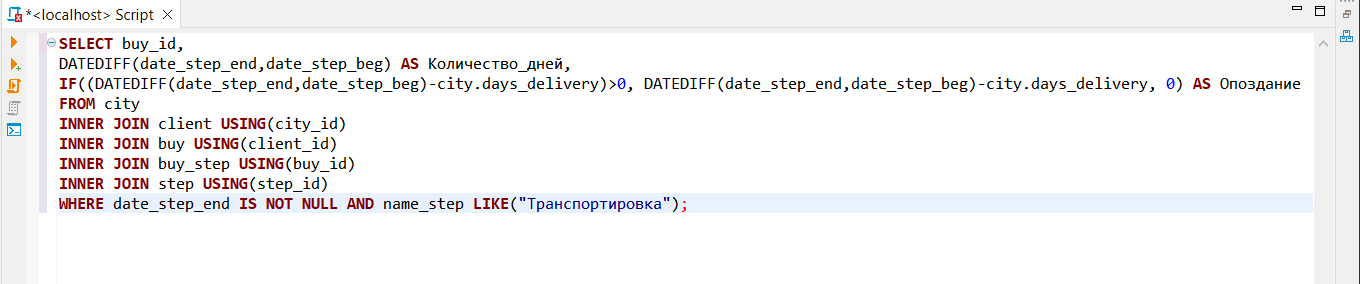 *<localhost> Script
SELECT buy_id,
DATEDIFF(date_step_end,date_step_beg) AS Количество_дней,
IF((DATEDIFF(date_step_end,date_step_beg)-city.days_delivery)>0, DATEDIFF(date_step_end,date_step_beg)-city.days_delivery, 0) AS Опоздание
FROM city
INNER JOIN client USING(city_id)
INNER JOIN buy USING(client_id)
INNER JOIN buy_step USING(buy_id)
INNER JOIN step USING(step_id)
WHERE date_step_end IS NOT NULL AND name_step LIKE("Транспортировка");